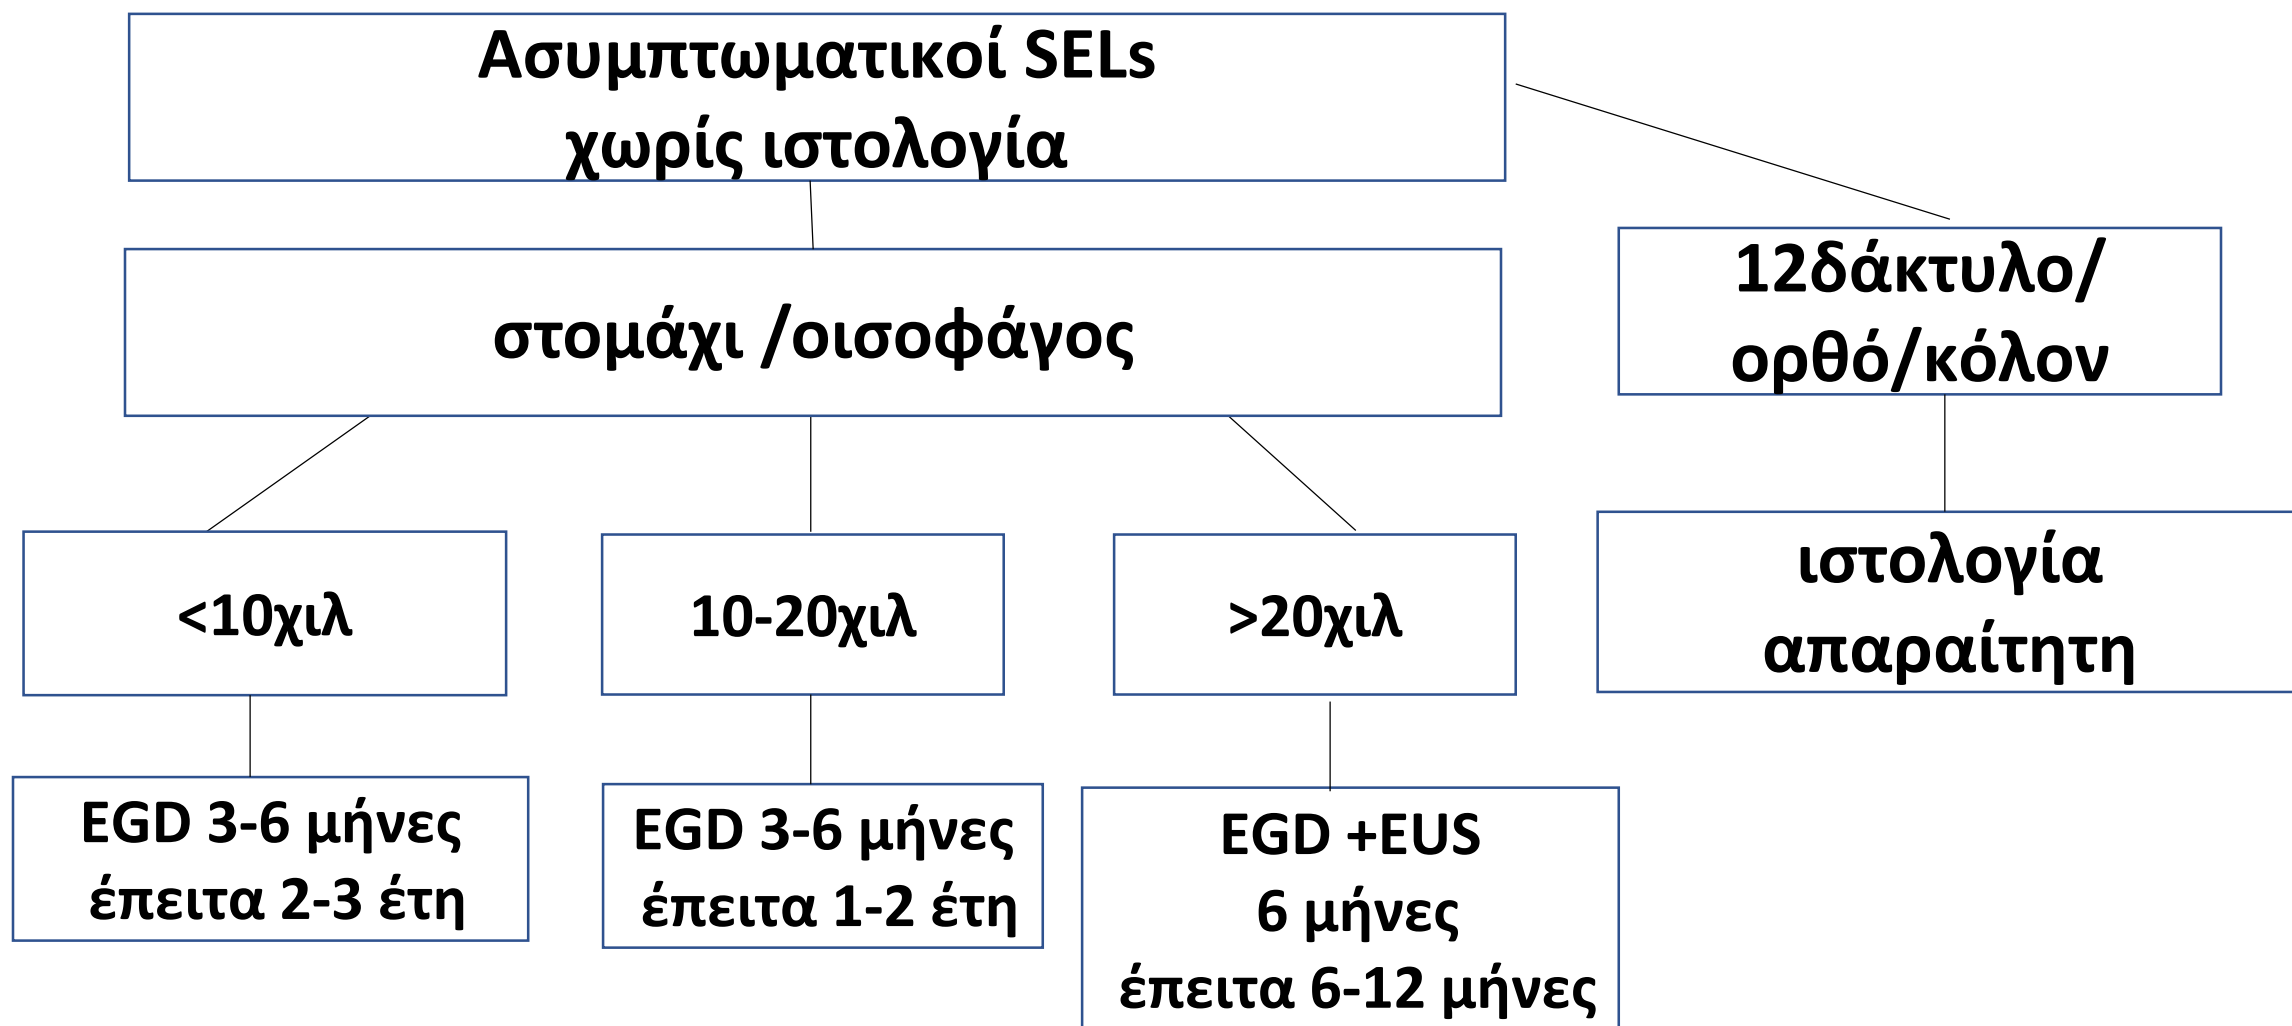 Ασυμπτωματικοί SELs
χωρίς ιστολογία
στομάχι /οισοφάγος
12δάκτυλο/
ορθό/κόλον
<10χιλ
10-20χιλ
>20χιλ
ιστολογία
απαραίτητη
EGD 3-6 μήνες
έπειτα 2-3 έτη
EGD 3-6 μήνες
έπειτα 1-2 έτη
EGD +EUS
6 μήνες
έπειτα 6-12 μήνες